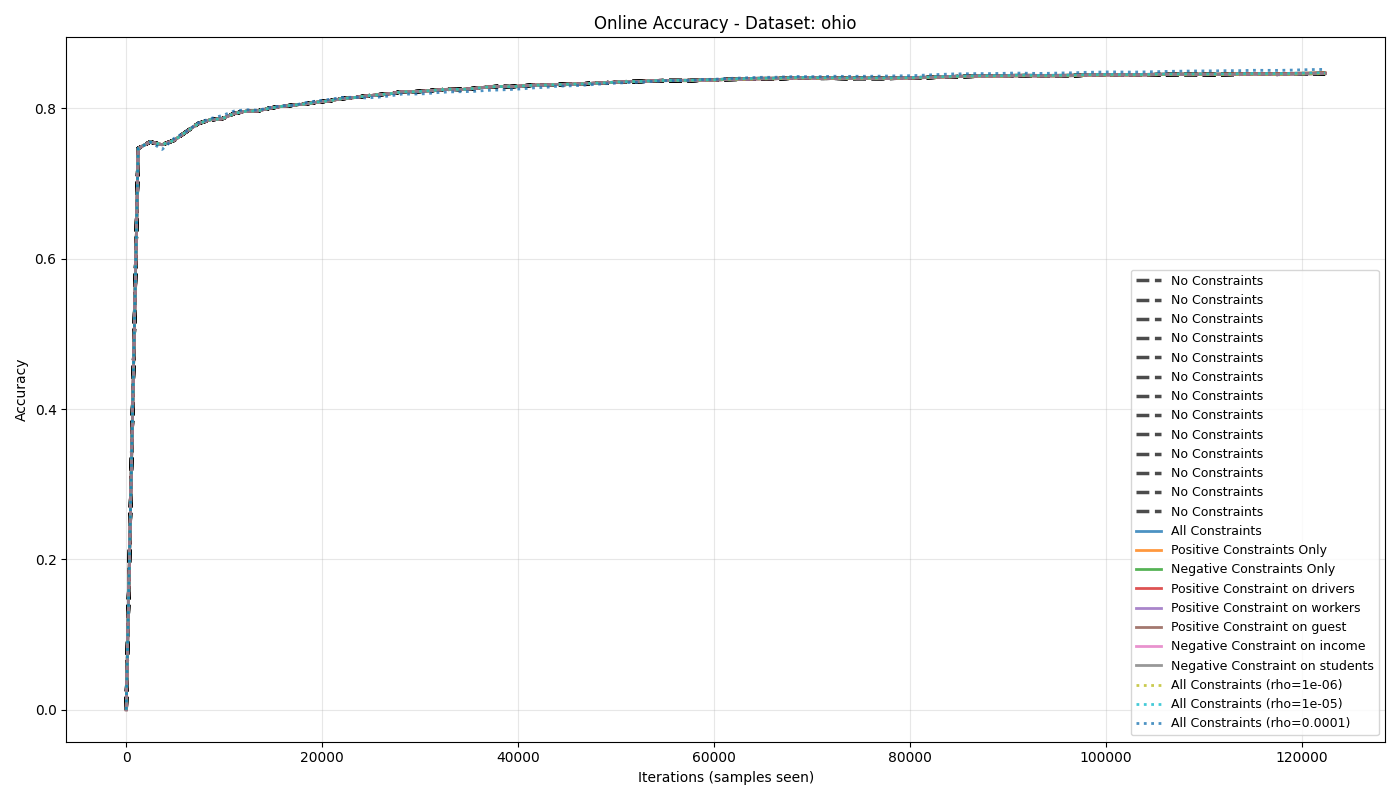 Online Accuracy - Dataset: ohio
Accuracy
0.8
0.6
0.4
0.2
0.0
No Constraints
No Constraints
No Constraints
No Constraints
No Constraints
No Constraints
No Constraints
No Constraints
No Constraints
No Constraints
No Constraints
No Constraints
No Constraints
All Constraints
Positive Constraints Only
Negative Constraints Only
Positive Constraint on drivers
Positive Constraint on workers
Positive Constraint on guest
Negative Constraint on income
Negative Constraint on students
All Constraints (rho=1e-06)
All Constraints (rho=1e-05)
All Constraints (rho=0.0001)
0 20000 40000 60000 80000 100000 120000
Iterations (samples seen)